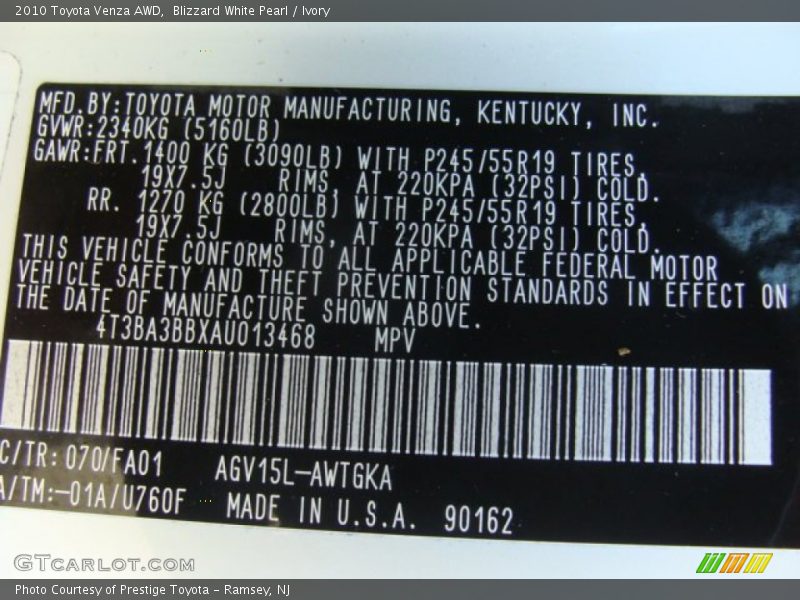 2010 Toyota Venza AWD,  Blizzard White Pearl / Ivory
MFD.BY:TOYOTA MOTOR MANUFACTURING, KENTUCKY, INC.
GVWR:2340KG (5160LB)
GAWR:FRT.1400 KG (3090LB) WITH P245/55R19 TIRES,
19X7.5J RIMS, AT 220KPA (32PSI) COLD.
RR. 1270 KG (2800LB) WITH P245/55R19 TIRES,
19X7.5J RIMS, AT 220KPA (32PSI) COLD.
THIS VEHICLE CONFORMS TO ALL APPLICABLE FEDERAL MOTOR
VEHICLE SAFETY AND THEFT PREVENTION STANDARDS IN EFFECT ON
THE DATE OF MANUFACTURE SHOWN ABOVE.
4T3BA3BBXAU013468 MPV
C/TR:070/FA01 AGV15L-AWTGKA
A/TM:-01A/U760F MADE IN U.S.A. 90162
GTCARLOT.COM
Photo Courtesy of Prestige Toyota - Ramsey, NJ